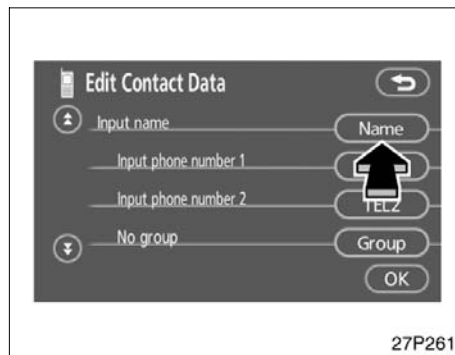 Edit Contact Data
Input name
Name
Input phone number 1
Input phone number 2
TEL2
No group
Group
OK
27P261